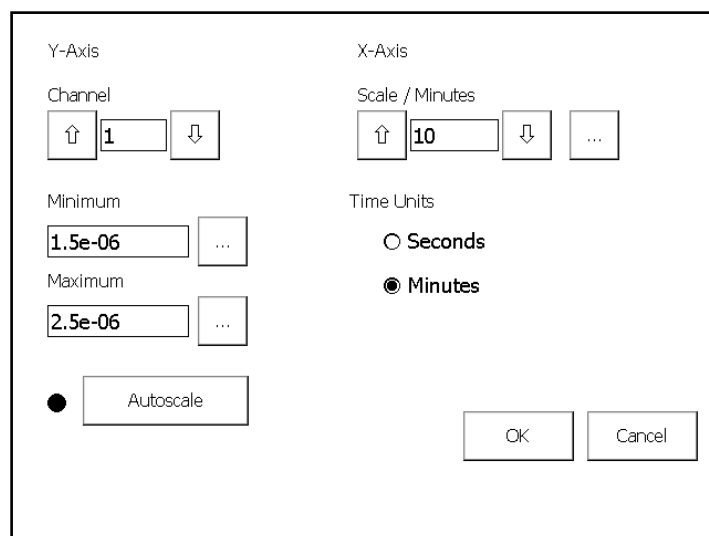 Y-Axis
X-Axis
Channel
Scale / Minutes
1
10
...
Minimum
Time Units
1.5e-06
...
Seconds
Maximum
Minutes
2.5e-06
...
Autoscale
OK
Cancel